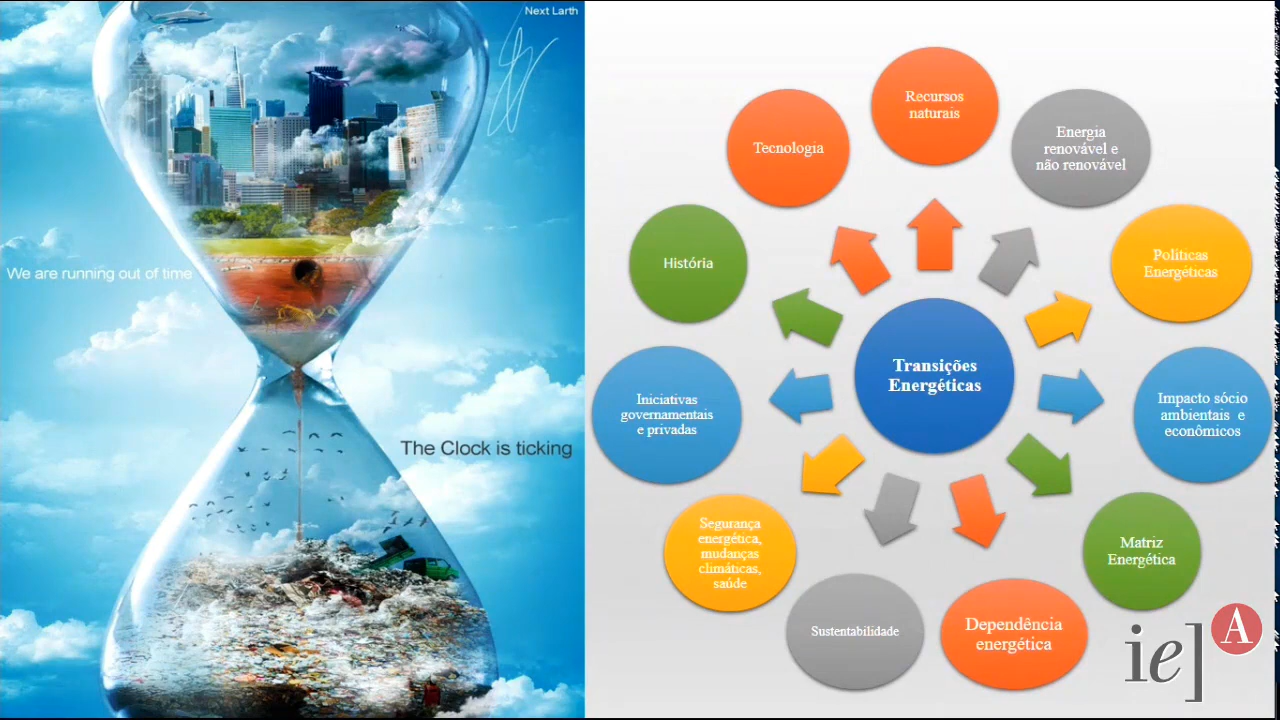 Next Larth
We are running out of time
The Clock is ticking
Recursos
naturais
Energia
renovável e
não renovável
Políticas
Energéticas
Impacto sócio
ambientais e
econômicos
Matriz
Energética
Dependência
energética
Sustentabilidade
Segurança
energética,
mudanças
climáticas,
saúde
Iniciativas
governamentais
e privadas
História
Tecnologia
Transições
Energéticas
ie] A